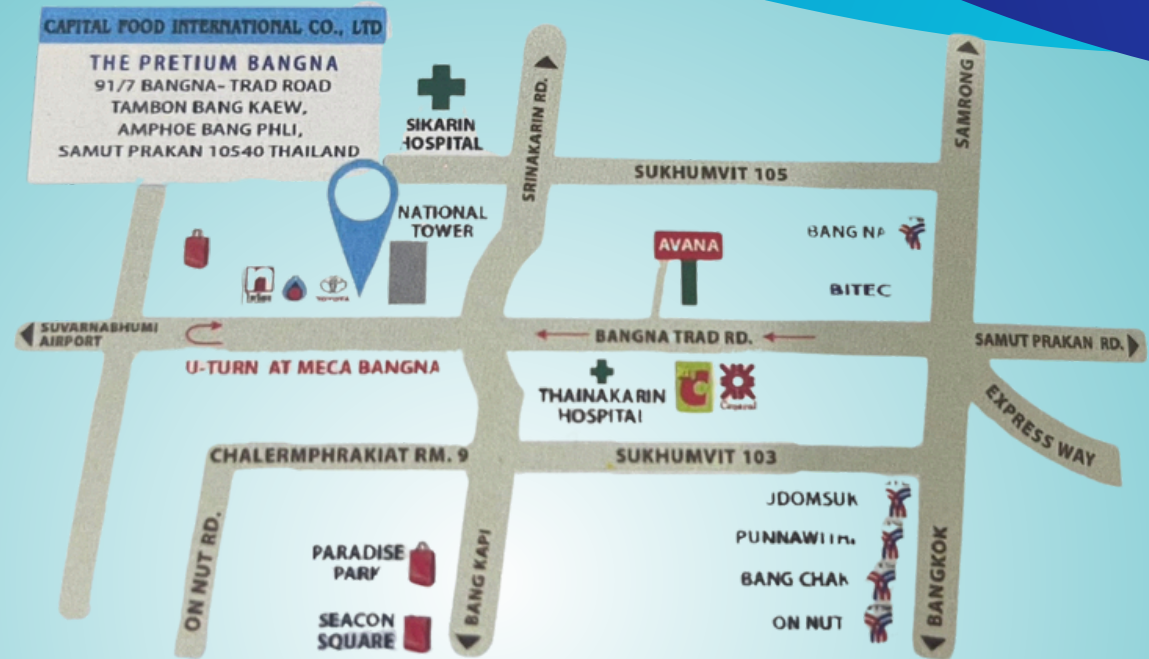 CAPITAL FOOD INTERNATIONAL CO., LTD
THE PRETIUM BANGNA
91/7 BANGNA- TRAD ROAD
TAMBON BANG KAEW,
AMPHOE BANG PHLI,
SAMUT PRAKAN 10540 THAILAND
SIKARIN
HOSPITAL
SRINAKARIN RD.
SAMRONG
SUKHUMVIT 105
NATIONAL
TOWER
AVANA
BANG NA
BITEC
TOYOTA
SUVARNABHUMI
AIRPORT
BANGNA TRAD RD.
SAMUT PRAKAN RD.
U-TURN AT MECA BANGNA
THAINAKARIN
HOSPITAL
Central
EXPRESS WAY
CHALERMPHRAKIAT RM. 9
SUKHUMVIT 103
ON NUT RD.
PARADISE
PARK
SEACON
SQUARE
BANG KAPI
JDOMSUK
BANG CHAK
ON NUT
BANGKOK